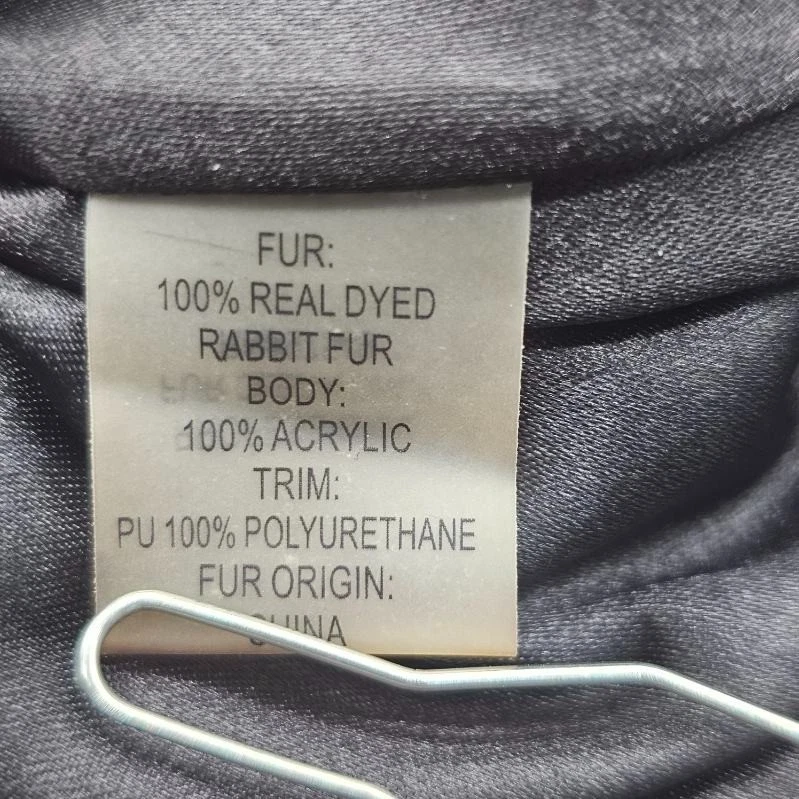 FUR:
100% REAL DYED
RABBIT FUR
BODY:
100% ACRYLIC
TRIM:
PU 100% POLYURETHANE
FUR ORIGIN:
CHINA